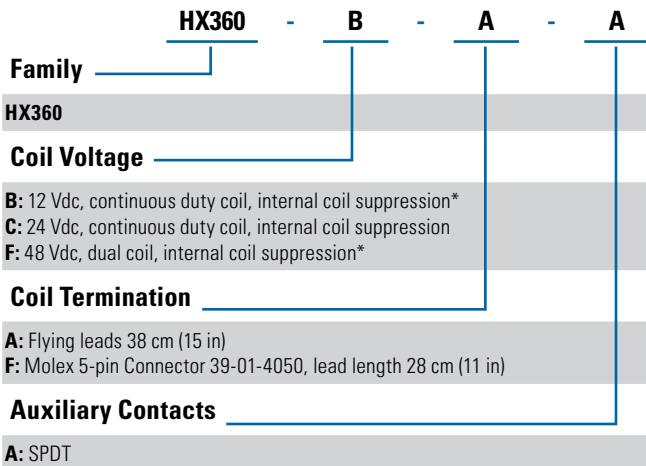 HX360 - B - A - A
Family
HX360
Coil Voltage
B: 12 Vdc, continuous duty coil, internal coil suppression*
C: 24 Vdc, continuous duty coil, internal coil suppression
F: 48 Vdc, dual coil, internal coil suppression*
Coil Termination
A: Flying leads 38 cm (15 in)
F: Molex 5-pin Connector 39-01-4050, lead length 28 cm (11 in)
Auxiliary Contacts
A: SPDT